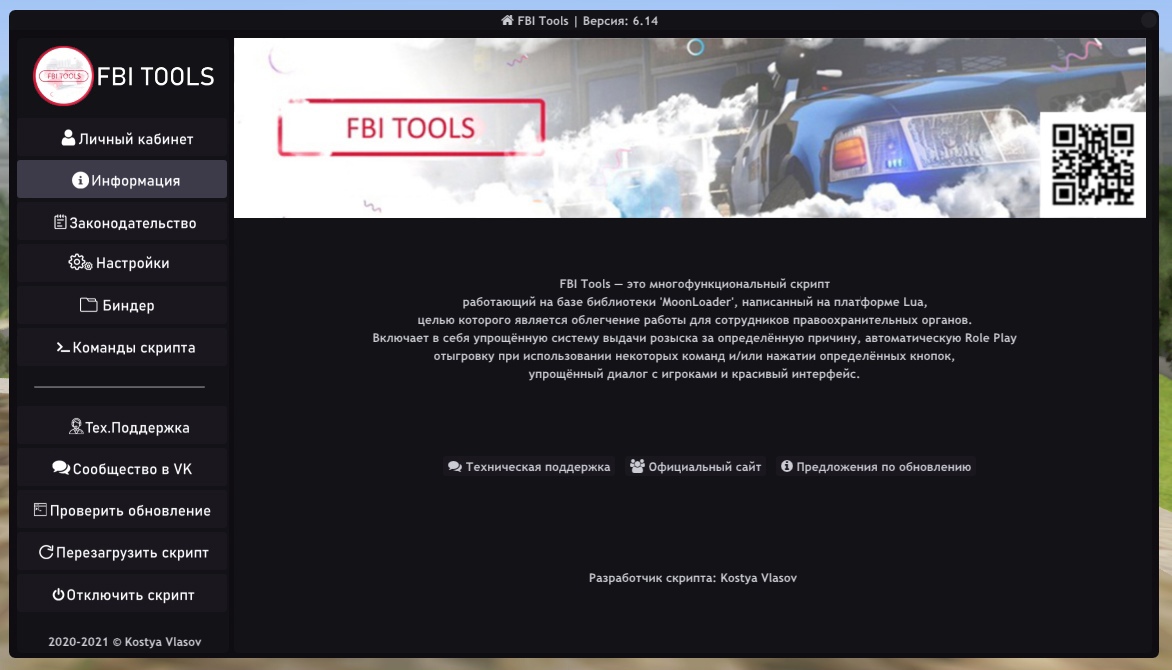 FBI Tools | Версия: 6.14
FBI TOOLS
FBI TOOLS
Личный кабинет
Информация
Законодательство
Настройки
Биндер
Команды скрипта
Тех.Поддержка
Сообщество в VK
Проверить обновление
Перезагрузить скрипт
Отключить скрипт
2020-2021 © Kostya Vlasov
FBI TOOLS
FBI Tools — это многофункциональный скрипт
работающий на базе библиотеки 'MoonLoader', написанный на платформе Lua,
целью которого является облегчение работы для сотрудников правоохранительных органов.
Включает в себя упрощённую систему выдачи розыска за определённую причину, автоматическую Role Play
отыгровку при использовании некоторых команд и/или нажатии определённых кнопок,
упрощённый диалог с игроками и красивый интерфейс.
Техническая поддержка
Официальный сайт
Предложения по обновлению
Разработчик скрипта: Kostya Vlasov